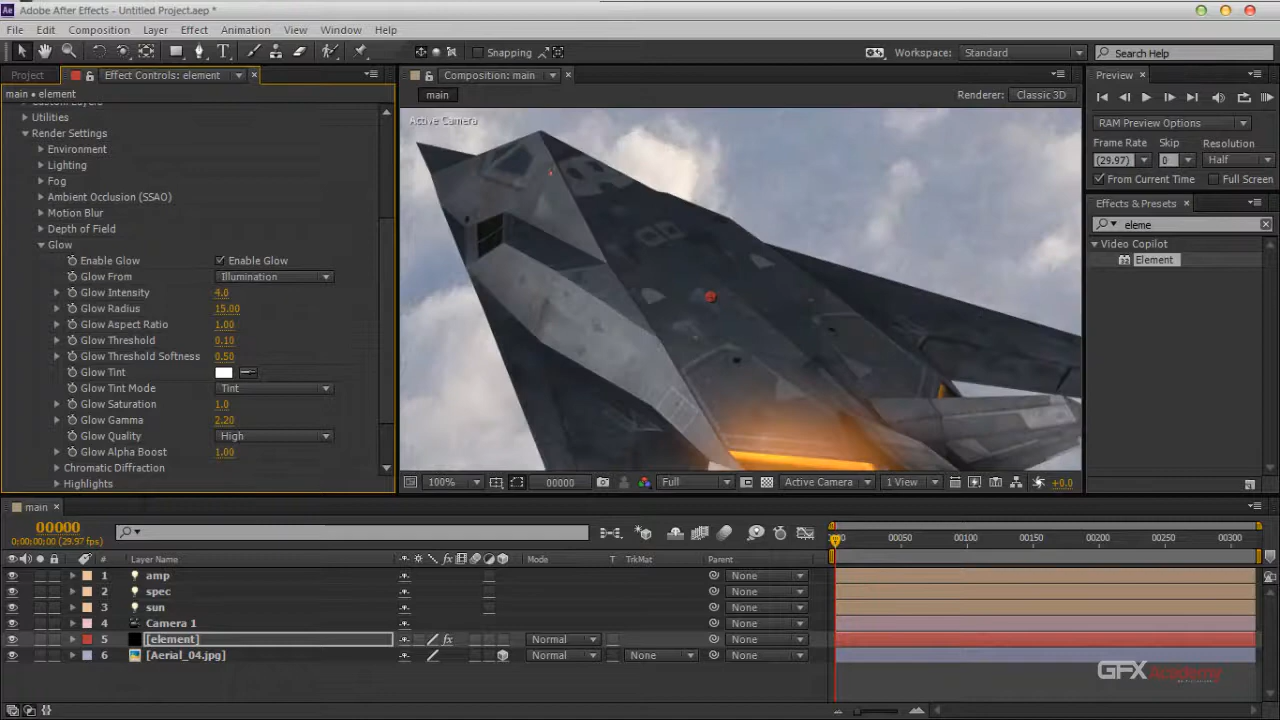 Adobe After Effects - Untitled Project.aep *
File Edit Composition Layer Effect Animation View Window Help
Snapping
Workspace: Standard
Search Help
Project Effect Controls: element
main • element
Custom Layers
Utilities
Render Settings
Environment
Lighting
Fog
Ambient Occlusion (SSAO)
Motion Blur
Depth of Field
Glow
Enable Glow Enable Glow
Glow From Illumination
Glow Intensity 4.0
Glow Radius 15.00
Glow Aspect Ratio 1.00
Glow Threshold 0.10
Glow Threshold Softness 0.50
Glow Tint
Glow Tint Mode Tint
Glow Saturation 1.0
Glow Gamma 2.20
Glow Quality High
Glow Alpha Boost 1.00
Chromatic Diffraction
Highlights
Composition: main
main
Renderer: Classic 3D
Active Camera
100% 00000 Full Active Camera 1 View +0.0
Preview
RAM Preview Options
Frame Rate Skip Resolution
(29.97) 0 Half
From Current Time Full Screen
Effects & Presets
eleme
Video Copilot
Element
main
00000
0:00:00:00 (29.97 fps)
00050 00100 00150 00200 00250 00300
# Layer Name Mode T TrkMat Parent
1 amp None
2 spec None
3 sun None
4 Camera 1 None
5 [element] Normal None
6 [Aerial_04.jpg] Normal None None
GFX Academy